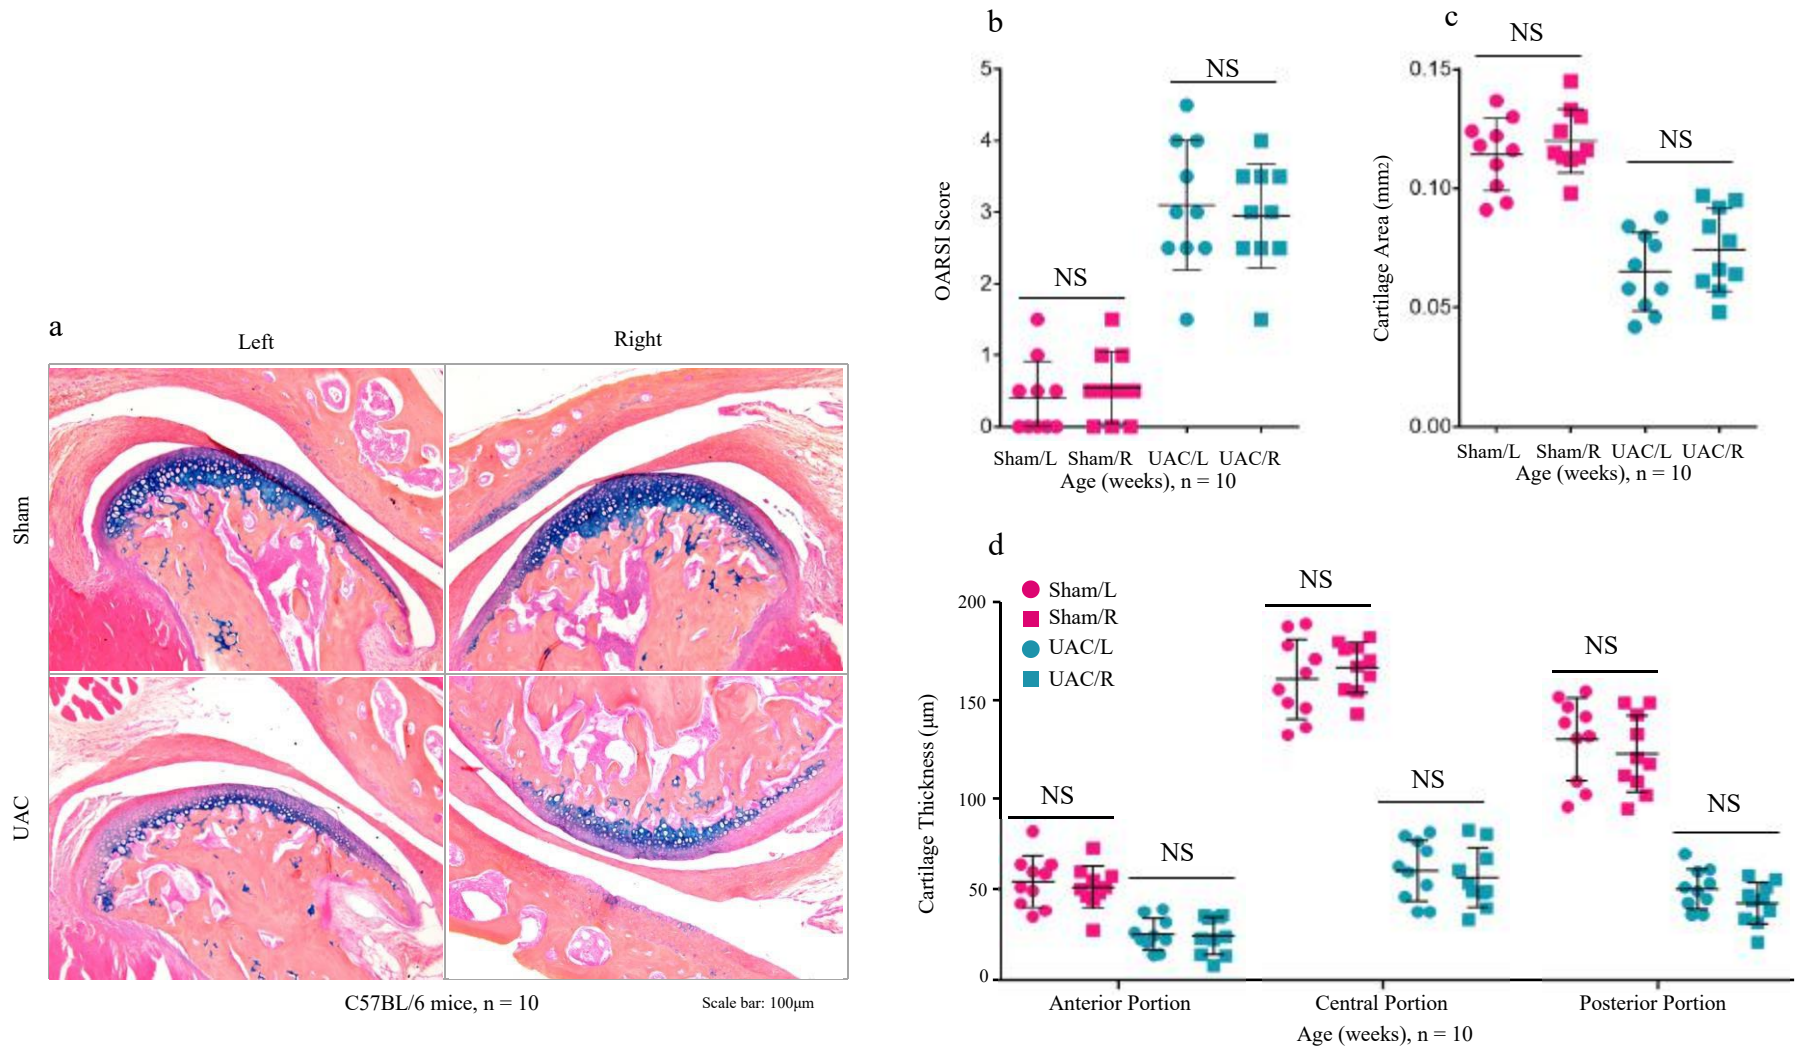 a
Left
Right
Sham
UAC
C57BL/6 mice, n = 10
Scale bar: 100μm
b
NS
NS
OARSI Score
5
4
3
2
1
0
Sham/L Sham/R UAC/L UAC/R
Age (weeks), n = 10
c
NS
NS
Cartilage Area (mm2)
0.15
0.10
0.05
0.00
Sham/L Sham/R UAC/L UAC/R
Age (weeks), n = 10
d
Sham/L
Sham/R
UAC/L
UAC/R
NS
NS
NS
NS
NS
NS
Cartilage Thickness (μm)
200
150
100
50
0
Anterior Portion
Central Portion
Posterior Portion
Age (weeks), n = 10